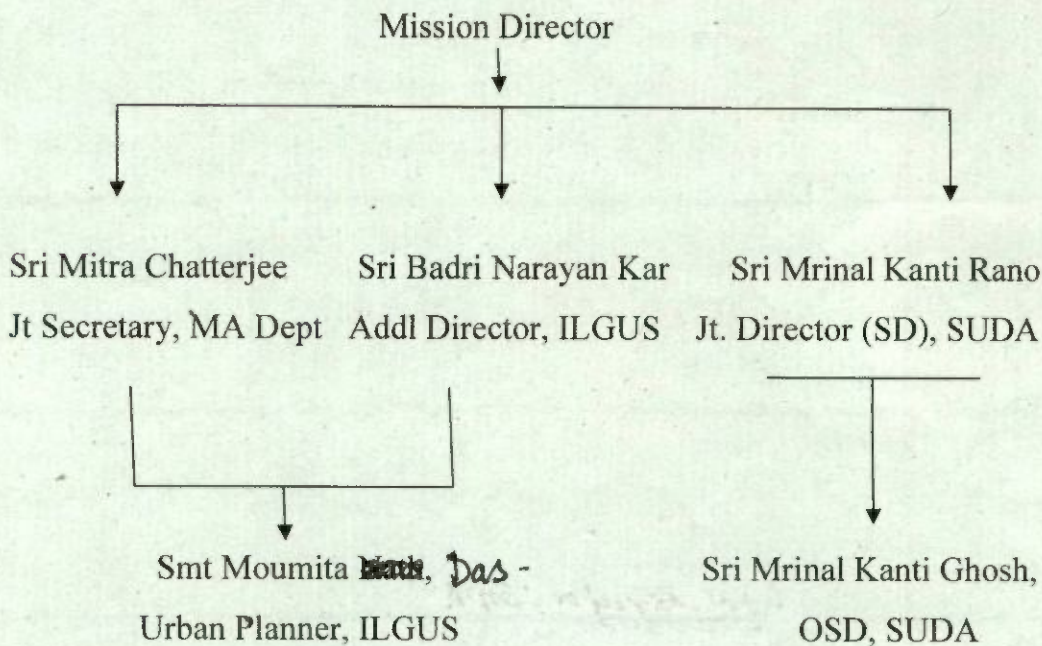 Mission Director
Sri Mitra Chatterjee
Jt Secretary, MA Dept
Sri Badri Narayan Kar
Addl Director, ILGUS
Sri Mrinal Kanti Rano
Jt. Director (SD), SUDA
Smt Moumita Das -
Urban Planner, ILGUS
Sri Mrinal Kanti Ghosh,
OSD, SUDA